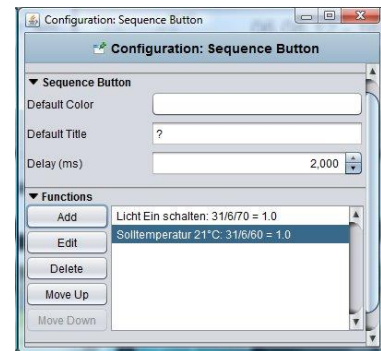 Configuration: Sequence Button
Configuration: Sequence Button
Sequence Button
Default Color
Default Title ?
Delay (ms) 2,000
Functions
Add
Edit
Delete
Move Up
Move Down
Licht Ein schalten: 31/6/70 = 1.0
Solltemperatur 21°C: 31/6/60 = 1.0